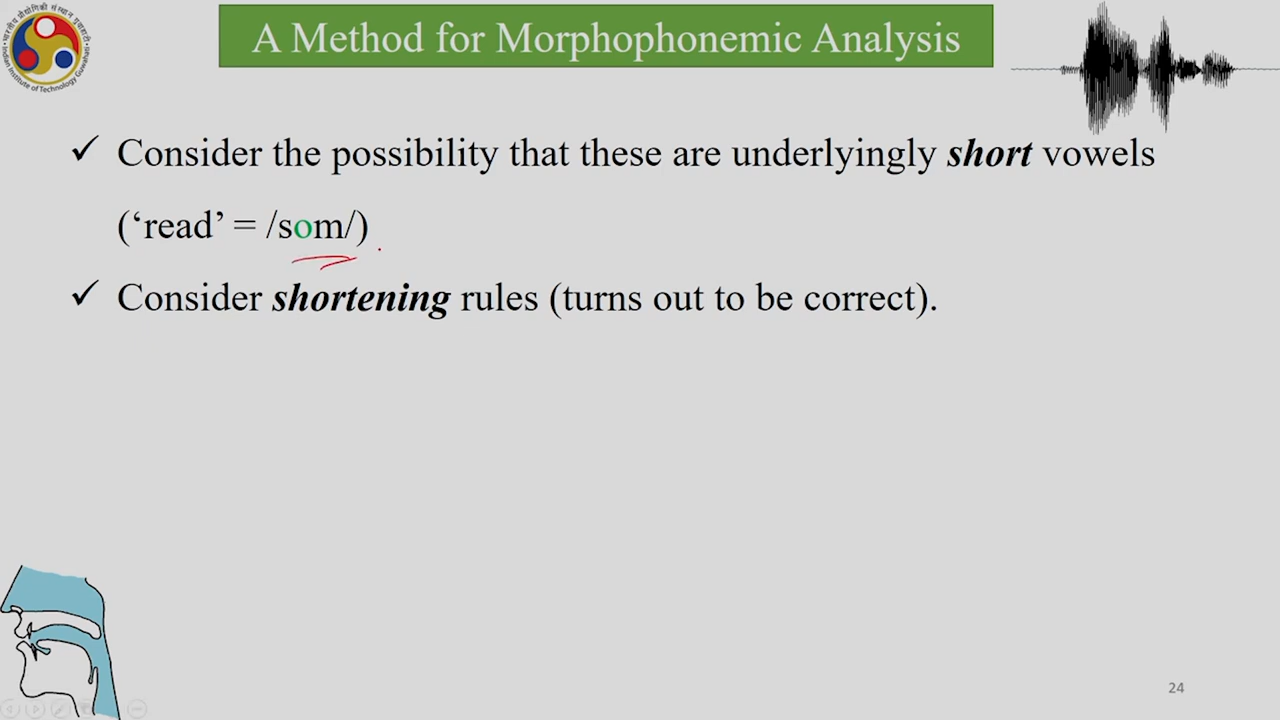 A Method for Morphophonemic Analysis
✓ Consider the possibility that these are underlyingly short vowels
(‘read’ = /som/)
✓ Consider shortening rules (turns out to be correct).
24